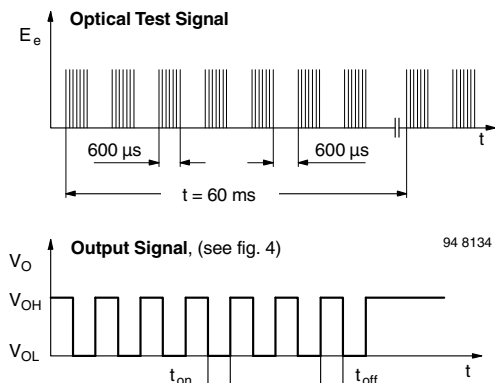 Optical Test Signal
E e
t
600 µs 600 µs
t = 60 ms
Output Signal, (see fig. 4) 94 8134
V O
V OH
V OL
t on t off t